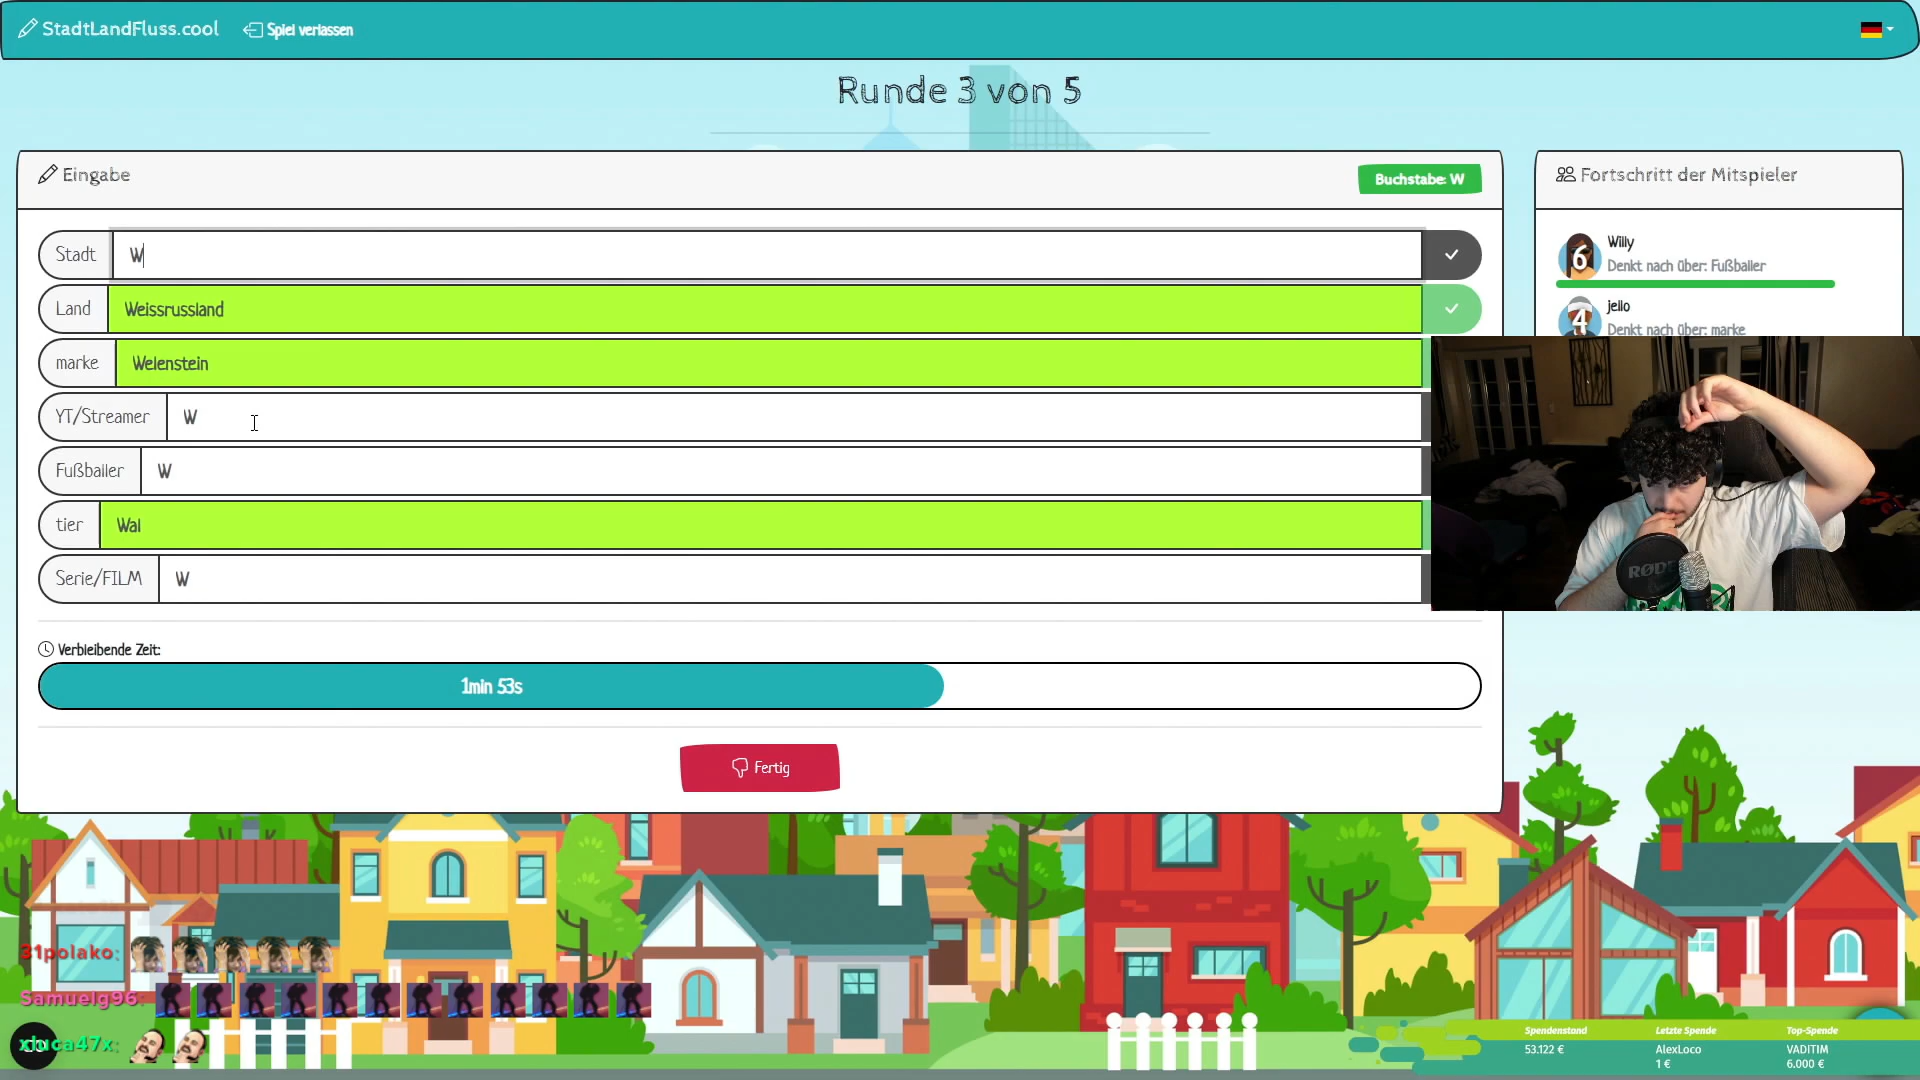 StadtLandFluss.cool
Spiel verlassen
Runde 3 von 5
Eingabe
Buchstabe: W
Stadt W
Land Weissrussland
marke Welenstein
YT/Streamer W
Fußballer W
tier Wal
Serie/FILM W
Verbleibende Zeit:
1min 53s
Fertig
Fortschritt der Mitspieler
6
Willy
Denkt nach über: Fußballer
4
jello
Denkt nach über: marke
RØDE
31polako:
Samuelg96:
xluca47x:
Spendenstand
53.122 €
Letzte Spende
AlexLoco
1 €
Top-Spende
VADITIM
6.000 €